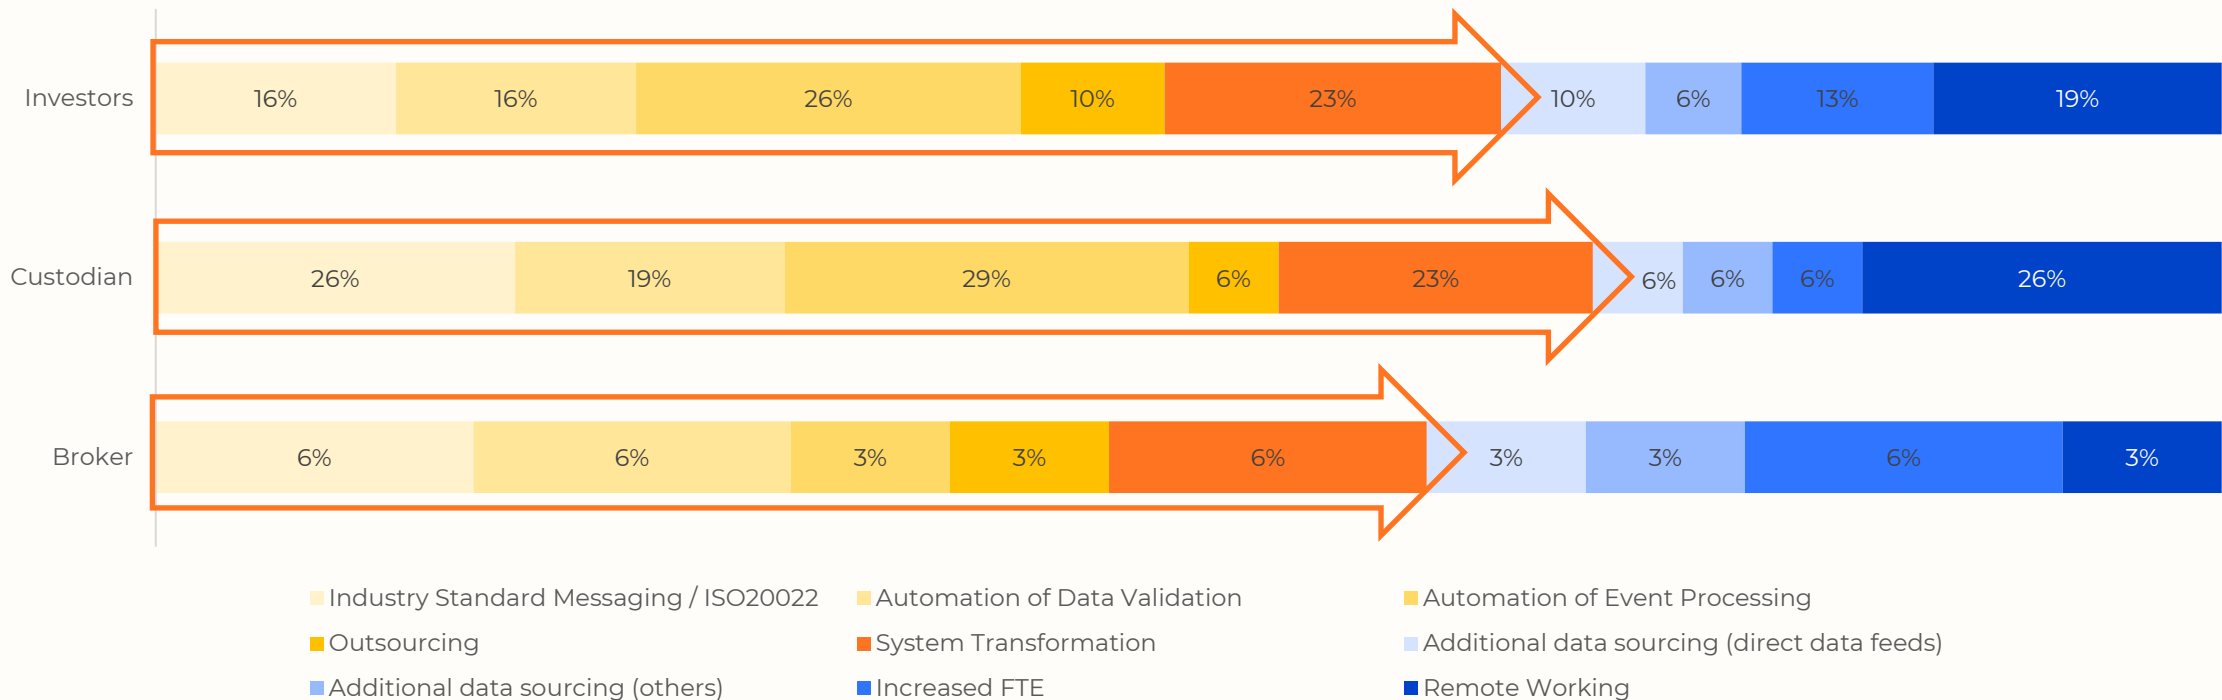 Investors 16% 16% 26% 10% 23% 10% 6% 13% 19%
Custodian 26% 19% 29% 6% 23% 6% 6% 6% 26%
Broker 6% 6% 3% 3% 6% 3% 3% 6% 3%
Industry Standard Messaging / ISO20022 Automation of Data Validation Automation of Event Processing
Outsourcing System Transformation Additional data sourcing (direct data feeds)
Additional data sourcing (others) Increased FTE Remote Working